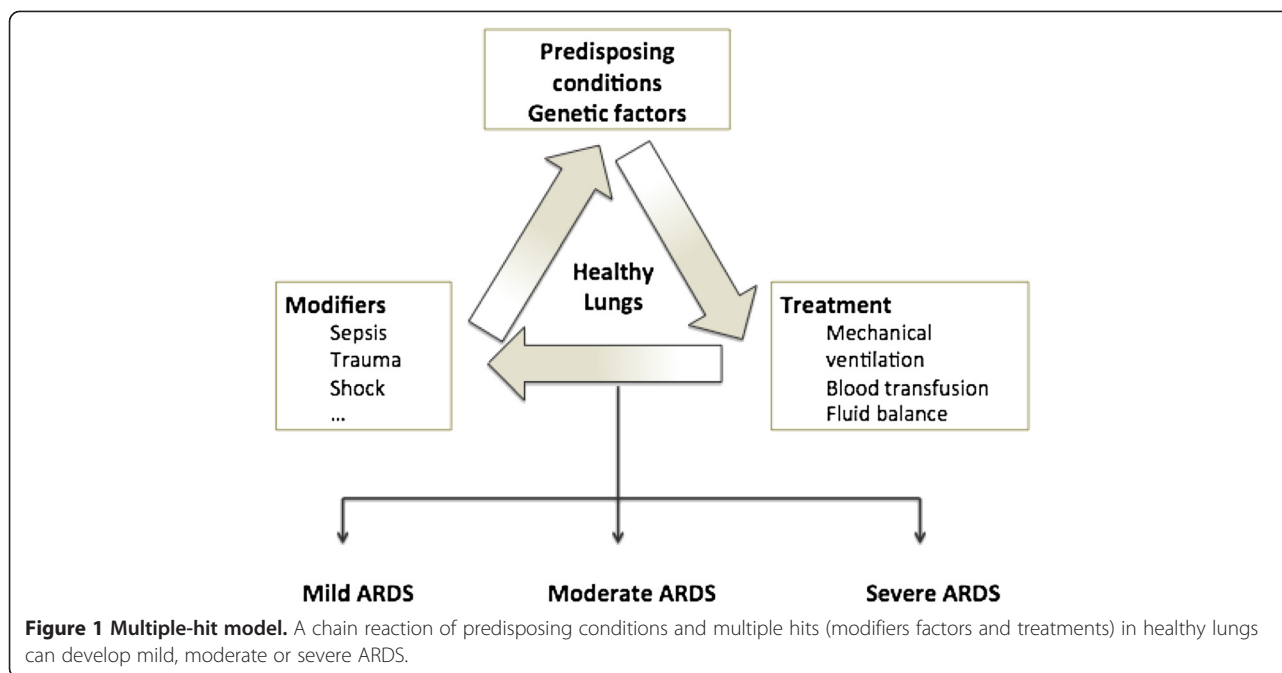 Predisposing
conditions
Genetic factors
Healthy
Lungs
Modifiers
Sepsis
Trauma
Shock
...
Treatment
Mechanical
ventilation
Blood transfusion
Fluid balance
Mild ARDS
Moderate ARDS
Severe ARDS
Figure 1 Multiple-hit model. A chain reaction of predisposing conditions and multiple hits (modifiers factors and treatments) in healthy lungs
can develop mild, moderate or severe ARDS.